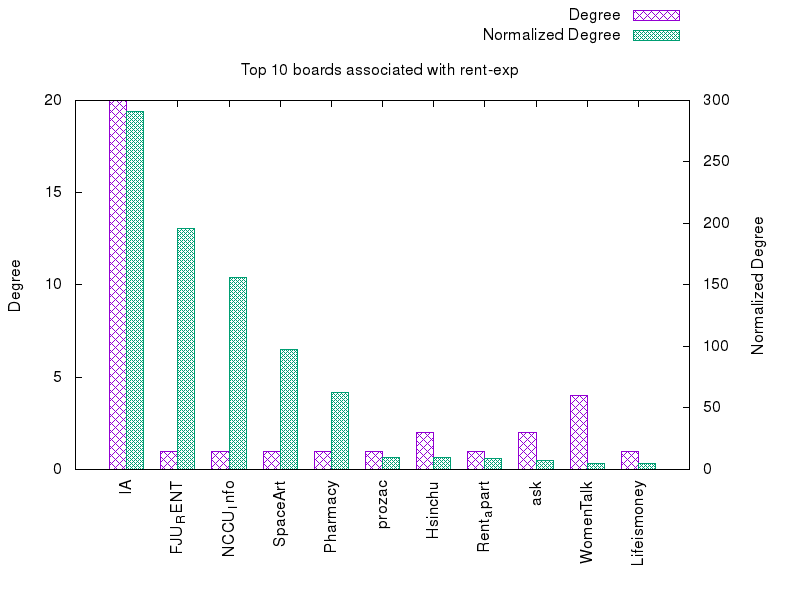 Degree
Normalized Degree
Top 10 boards associated with rent-exp
20
15
10
5
0
300
250
200
150
100
50
0
Degree
Normalized Degree
IA
FJU_RENT
NCCU_Info
SpaceArt
Pharmacy
prozac
Hsinchu
Rent_apart
ask
WomenTalk
Lifeismoney